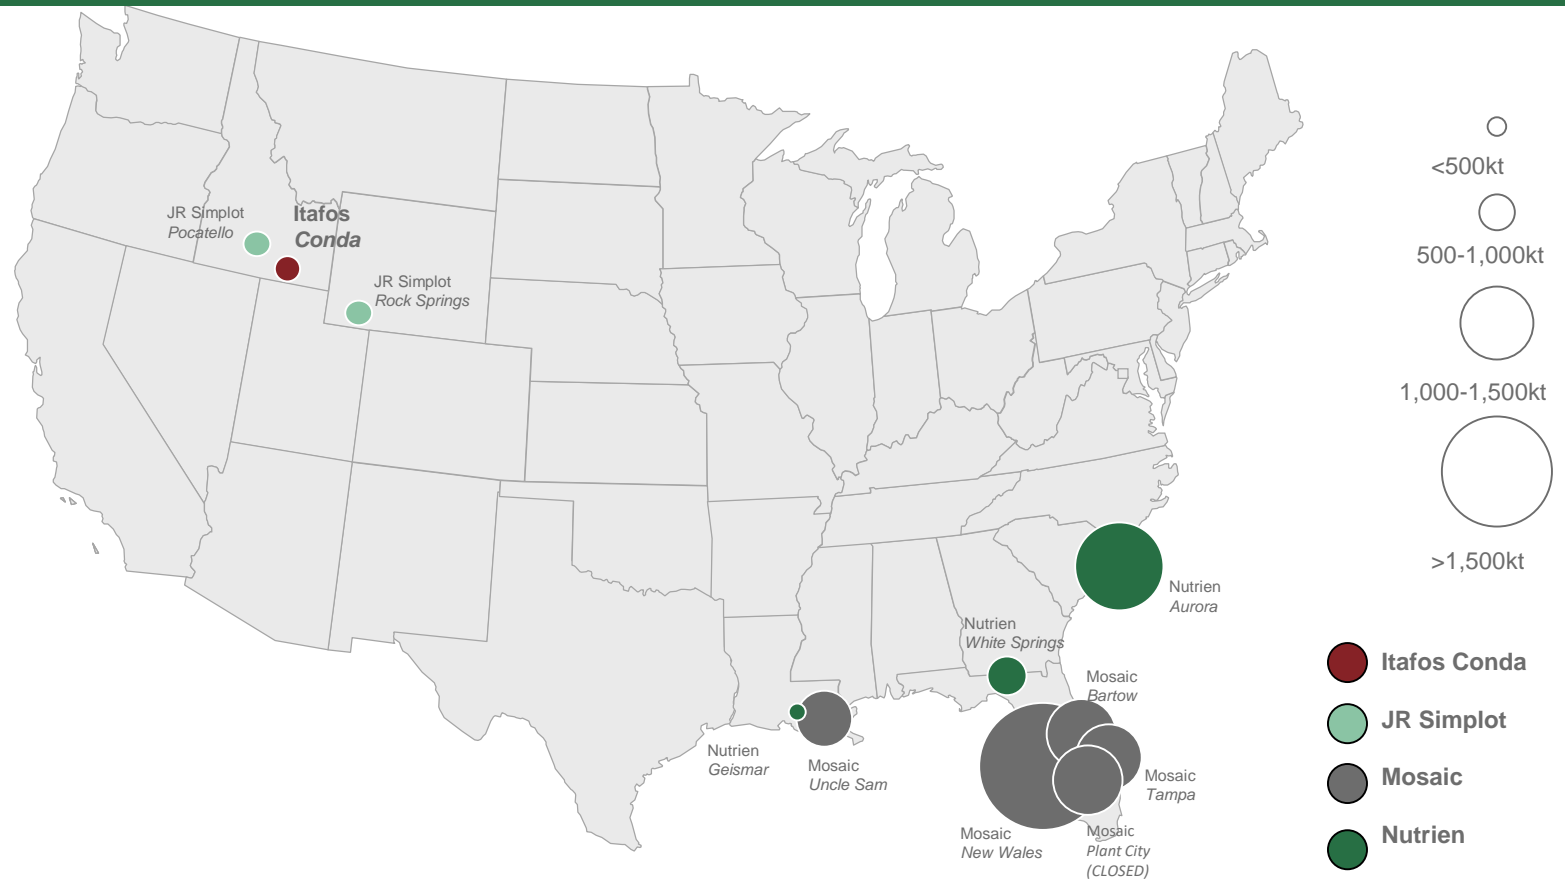 JR Simplot
Pocatello
Itafos
Conda
JR Simplot
Rock Springs
Nutrien
Aurora
Nutrien
White Springs
Mosaic
Bartow
Nutrien
Geismar
Mosaic
Uncle Sam
Mosaic
Tampa
Mosaic
New Wales
Mosaic
Plant City
(CLOSED)
<500kt
500-1,000kt
1,000-1,500kt
>1,500kt
Itafos Conda
JR Simplot
Mosaic
Nutrien